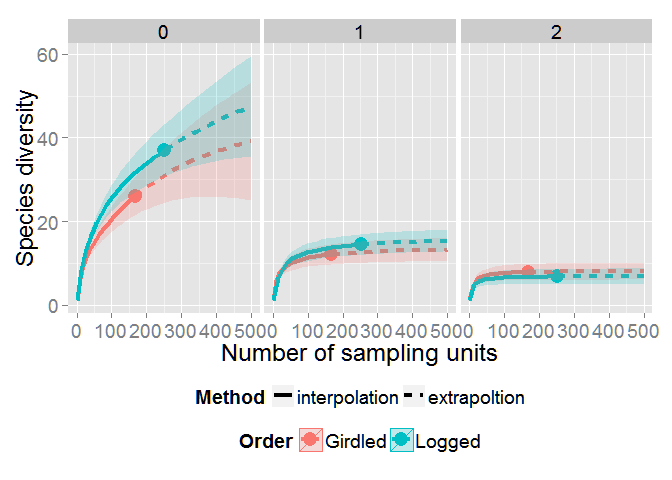 0 1 2
Species diversity
60
40
20
0
0 100 200 300 400 500 0 100 200 300 400 500 0 100 200 300 400 500
Number of sampling units
Method interpolation extrapoltion
Order Girdled Logged